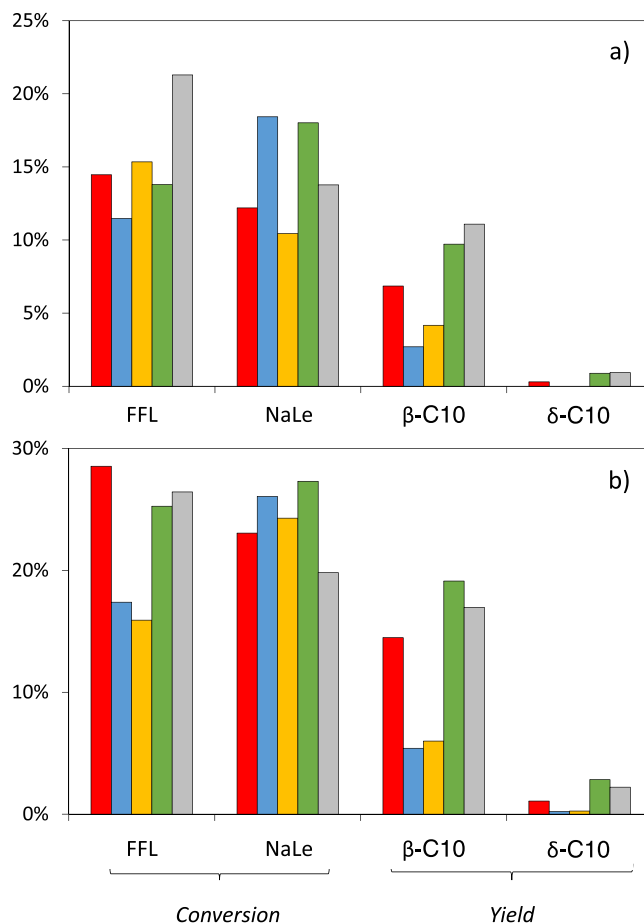 25%
a)
20%
15%
10%
5%
0%
FFL NaLe β-C10 δ-C10
30%
b)
20%
10%
0%
FFL NaLe β-C10 δ-C10
Conversion Yield